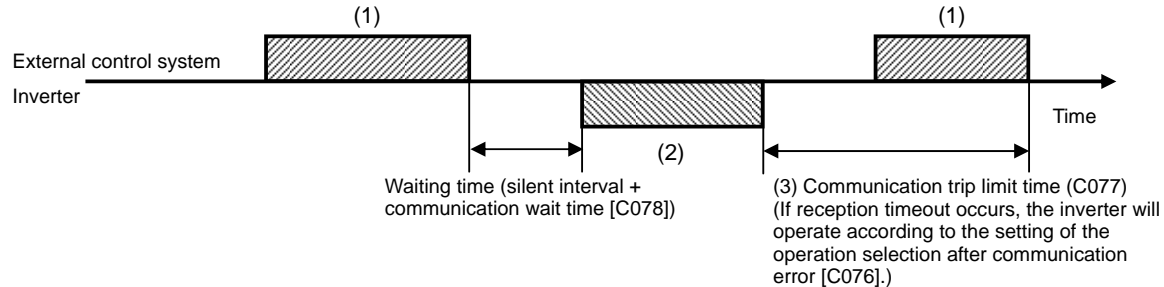 (1)
(1)
External control system
Inverter
Time
(2)
Waiting time (silent interval +
communication wait time [C078])
(3) Communication trip limit time (C077)
(If reception timeout occurs, the inverter will
operate according to the setting of the
operation selection after communication
error [C076].)